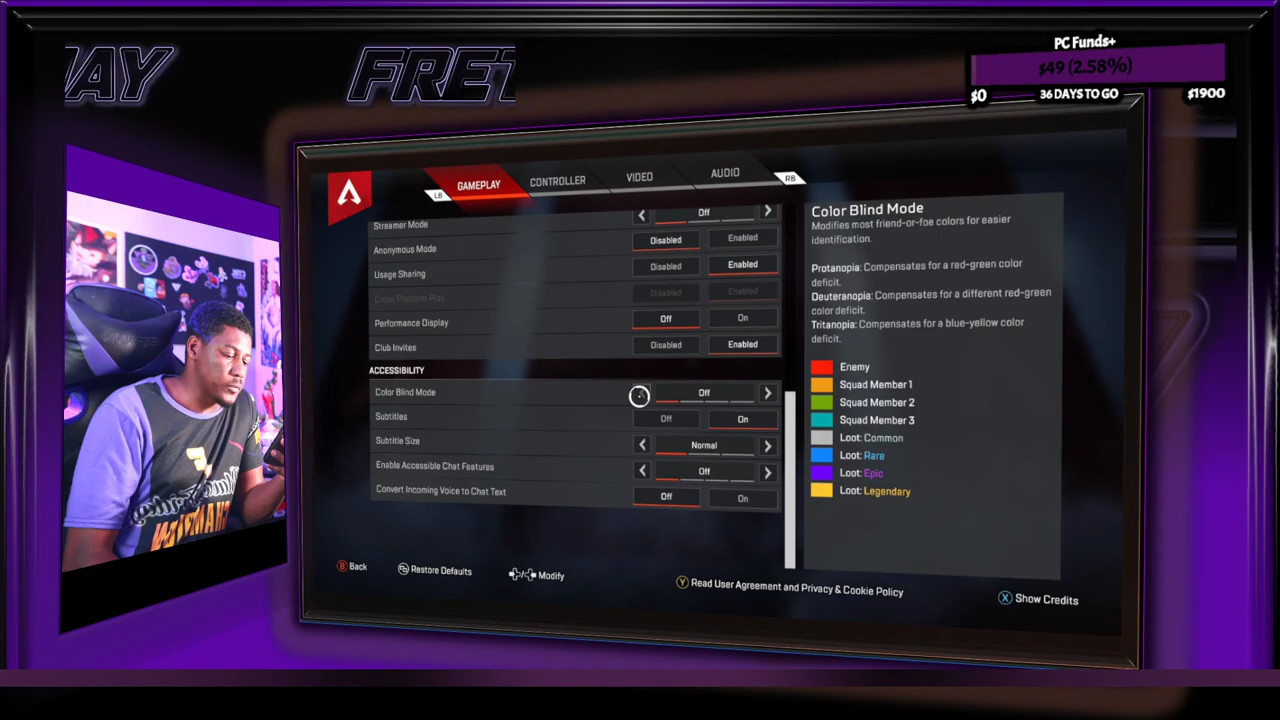 PC Funds+
$49 (2.58%)
$0
36 DAYS TO GO
$1900
LB
GAMEPLAY
CONTROLLER
VIDEO
AUDIO
RB
Streamer Mode
Off
Anonymous Mode
Disabled
Enabled
Usage Sharing
Disabled
Enabled
Cross Platform Play
Disabled
Enabled
Performance Display
Off
On
Club Invites
Disabled
Enabled
ACCESSIBILITY
Color Blind Mode
Off
Subtitles
Off
On
Subtitle Size
Normal
Enable Accessible Chat Features
Off
Convert Incoming Voice to Chat Text
Off
On
Color Blind Mode
Modifies most friend-or-foe colors for easier
identification.
Protanopia: Compensates for a red-green color
deficit.
Deuteranopia: Compensates for a different red-green
color deficit.
Tritanopia: Compensates for a blue-yellow color
deficit.
Enemy
Squad Member 1
Squad Member 2
Squad Member 3
Loot: Common
Loot: Rare
Loot: Epic
Loot: Legendary
B Back
Restore Defaults
/ Modify
Y Read User Agreement and Privacy & Cookie Policy
X Show Credits